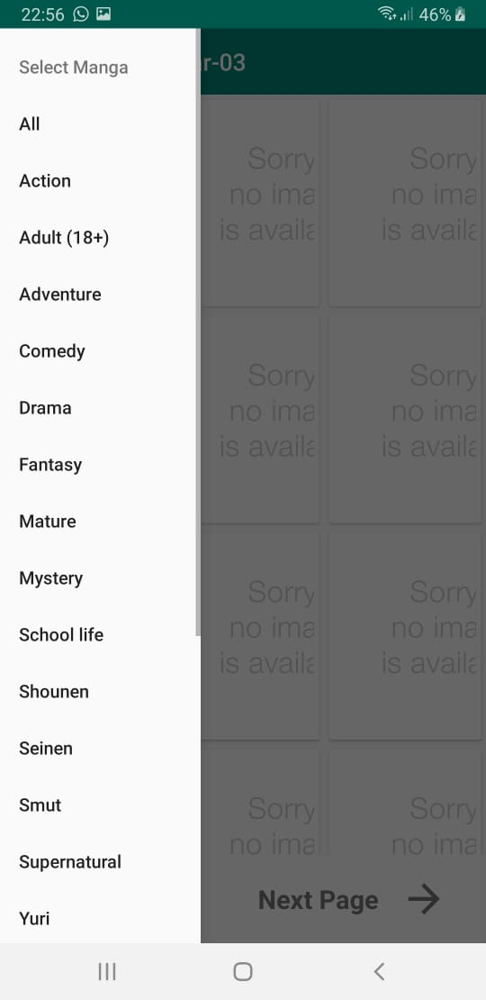 22:56
46%
Select Manga
r-03
All
Action
Adult (18+)
Adventure
Comedy
Drama
Fantasy
Mature
Mystery
School life
Shounen
Seinen
Smut
Supernatural
Yuri
Sorry
no ima
is availa
Sorry
no ima
is availa
Sorry
no ima
is availa
Sorry
no ima
is availa
Sorry
no ima
is availa
Sorry
no ima
is availa
Sorry
no ima
Sorry
no ima
Next Page